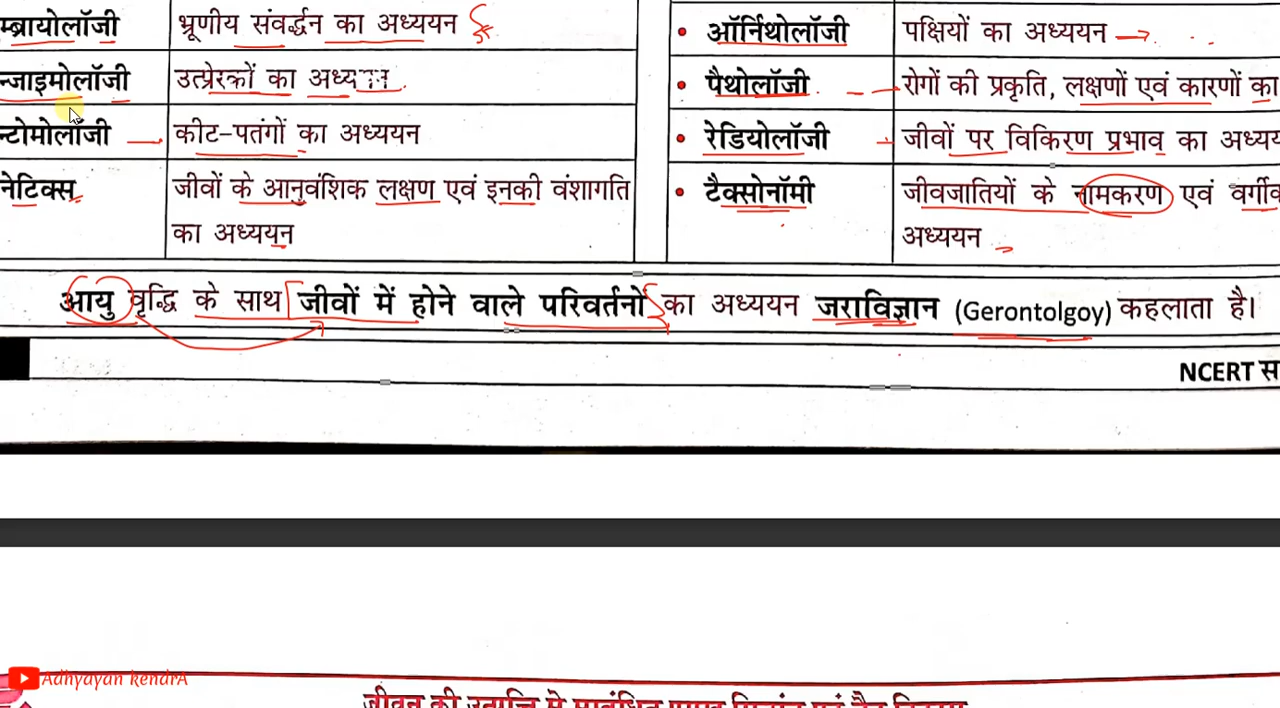 म्ब्रायोलॉजी भ्रूणीय संवर्द्धन का अध्ययन
न्जाइमोलॉजी उत्प्रेरकों का अध्ययन
न्टोमोलॉजी कीट-पतंगों का अध्ययन
नेटिक्स जीवों के आनुवंशिक लक्षण एवं इनकी वंशागति
का अध्ययन
• ऑर्निथोलॉजी पक्षियों का अध्ययन
• पैथोलॉजी रोगों की प्रकृति, लक्षणों एवं कारणों का
• रेडियोलॉजी जीवों पर विकिरण प्रभाव का अध्य
• टैक्सोनॉमी जीवजातियों के नामकरण एवं वर्गीक
अध्ययन
आयु वृद्धि के साथ जीवों में होने वाले परिवर्तनों का अध्ययन जराविज्ञान (Gerontolgoy) कहलाता है।
NCERT स
Adhyayan kendrA